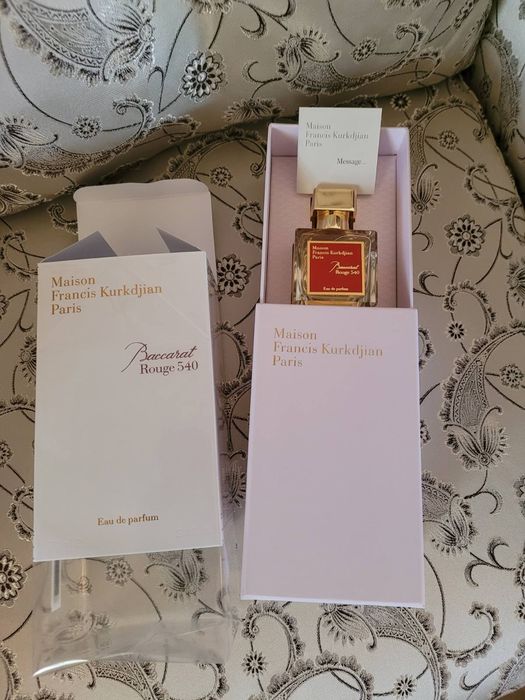 Maison
Francis Kurkdjian
Paris
Message...
Maison
Francis Kurkdjian
Paris
Baccarat
Rouge 540
Eau de parfum
Maison
Francis Kurkdjian
Paris
Baccarat
Rouge 540
Eau de parfum
Maison
Francis Kurkdjian
Paris